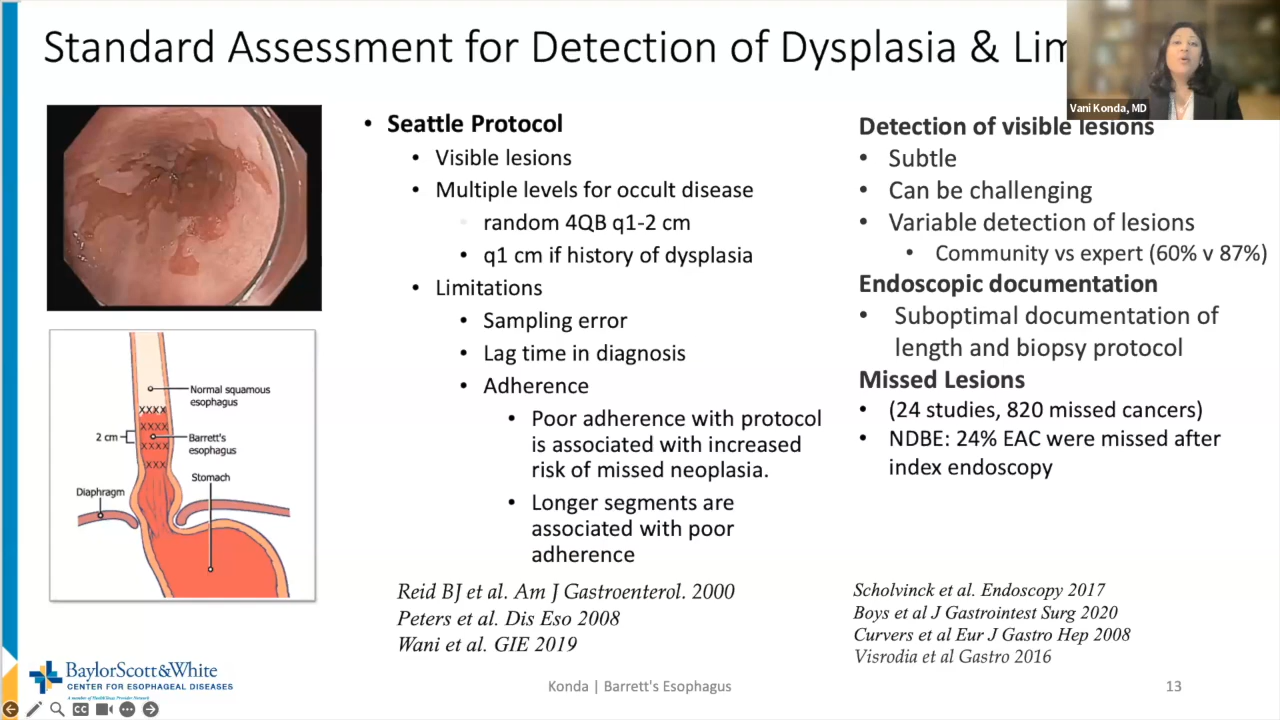 Standard Assessment for Detection of Dysplasia & Lim
Vani Konda, MD
Normal squamous
esophagus
XXXX
XXXX
2 cm
Barrett's
esophagus
XXXX
XXX
Stomach
Diaphragm
• Seattle Protocol
• Visible lesions
• Multiple levels for occult disease
• random 4QB q1-2 cm
• q1 cm if history of dysplasia
• Limitations
• Sampling error
• Lag time in diagnosis
• Adherence
• Poor adherence with protocol
is associated with increased
risk of missed neoplasia.
• Longer segments are
associated with poor
adherence
Reid BJ et al. Am J Gastroenterol. 2000
Peters et al. Dis Eso 2008
Wani et al. GIE 2019
Detection of visible lesions
• Subtle
• Can be challenging
• Variable detection of lesions
• Community vs expert (60% v 87%)
Endoscopic documentation
• Suboptimal documentation of
length and biopsy protocol
Missed Lesions
• (24 studies, 820 missed cancers)
• NDBE: 24% EAC were missed after
index endoscopy
Scholvinck et al. Endoscopy 2017
Boys et al J Gastrointest Surg 2020
Curvers et al Eur J Gastro Hep 2008
Visrodia et al Gastro 2016
BaylorScott&White
CENTER FOR ESOPHAGEAL DISEASES
Konda | Barrett's Esophagus
13
CC